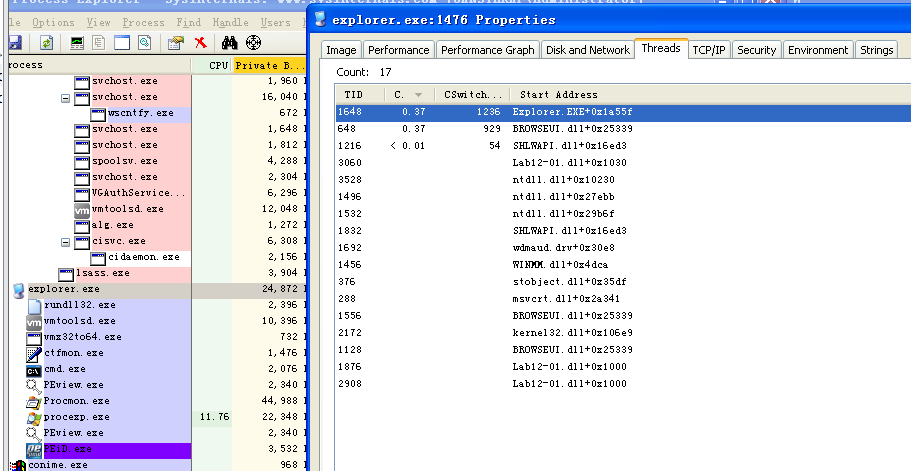 le Options View Process Find Handle Users
explorer.exe:1476 Properties
Image Performance Performance Graph Disk and Network Threads TCP/IP Security Environment Strings
Count: 17
rocess CPU Private B...
svchost.exe 1,960
svchost.exe 16,040
wscntfy.exe 672
svchost.exe 1,648
svchost.exe 1,812
spoolsv.exe 4,288
svchost.exe 2,304
VGAuthService... 6,296
vmtoolsd.exe 12,048
alg.exe 1,272
cisvc.exe 6,308
cidaemon.exe 2,156
lsass.exe 3,904
explorer.exe 24,872
rundll32.exe 2,396
vmtoolsd.exe 10,396
vmx32to64.exe 732
ctfmon.exe 1,476
cmd.exe 2,076
PEview.exe 2,340
Procmon.exe 44,988
procexp.exe 11.76 22,348
PEview.exe 2,340
PEiD.exe 3,532
conime.exe 968
TID C. CSwitch... Start Address
1648 0.37 1236 Explorer.EXE+0x1a55f
648 0.37 929 BROWSEUI.dll+0x25339
1216 < 0.01 54 SHLWAPI.dll+0x16ed3
3060 Lab12-01.dll+0x1030
3528 ntdll.dll+0x10230
1496 ntdll.dll+0x27ebb
1532 ntdll.dll+0x29b6f
1832 SHLWAPI.dll+0x16ed3
1692 wdmaud.drv+0x30e8
1456 WINMM.dll+0x4dca
376 stobject.dll+0x35df
288 msvcrt.dll+0x2a341
1556 BROWSEUI.dll+0x25339
2172 kernel32.dll+0x106e9
1128 BROWSEUI.dll+0x25339
1876 Lab12-01.dll+0x1000
2908 Lab12-01.dll+0x1000